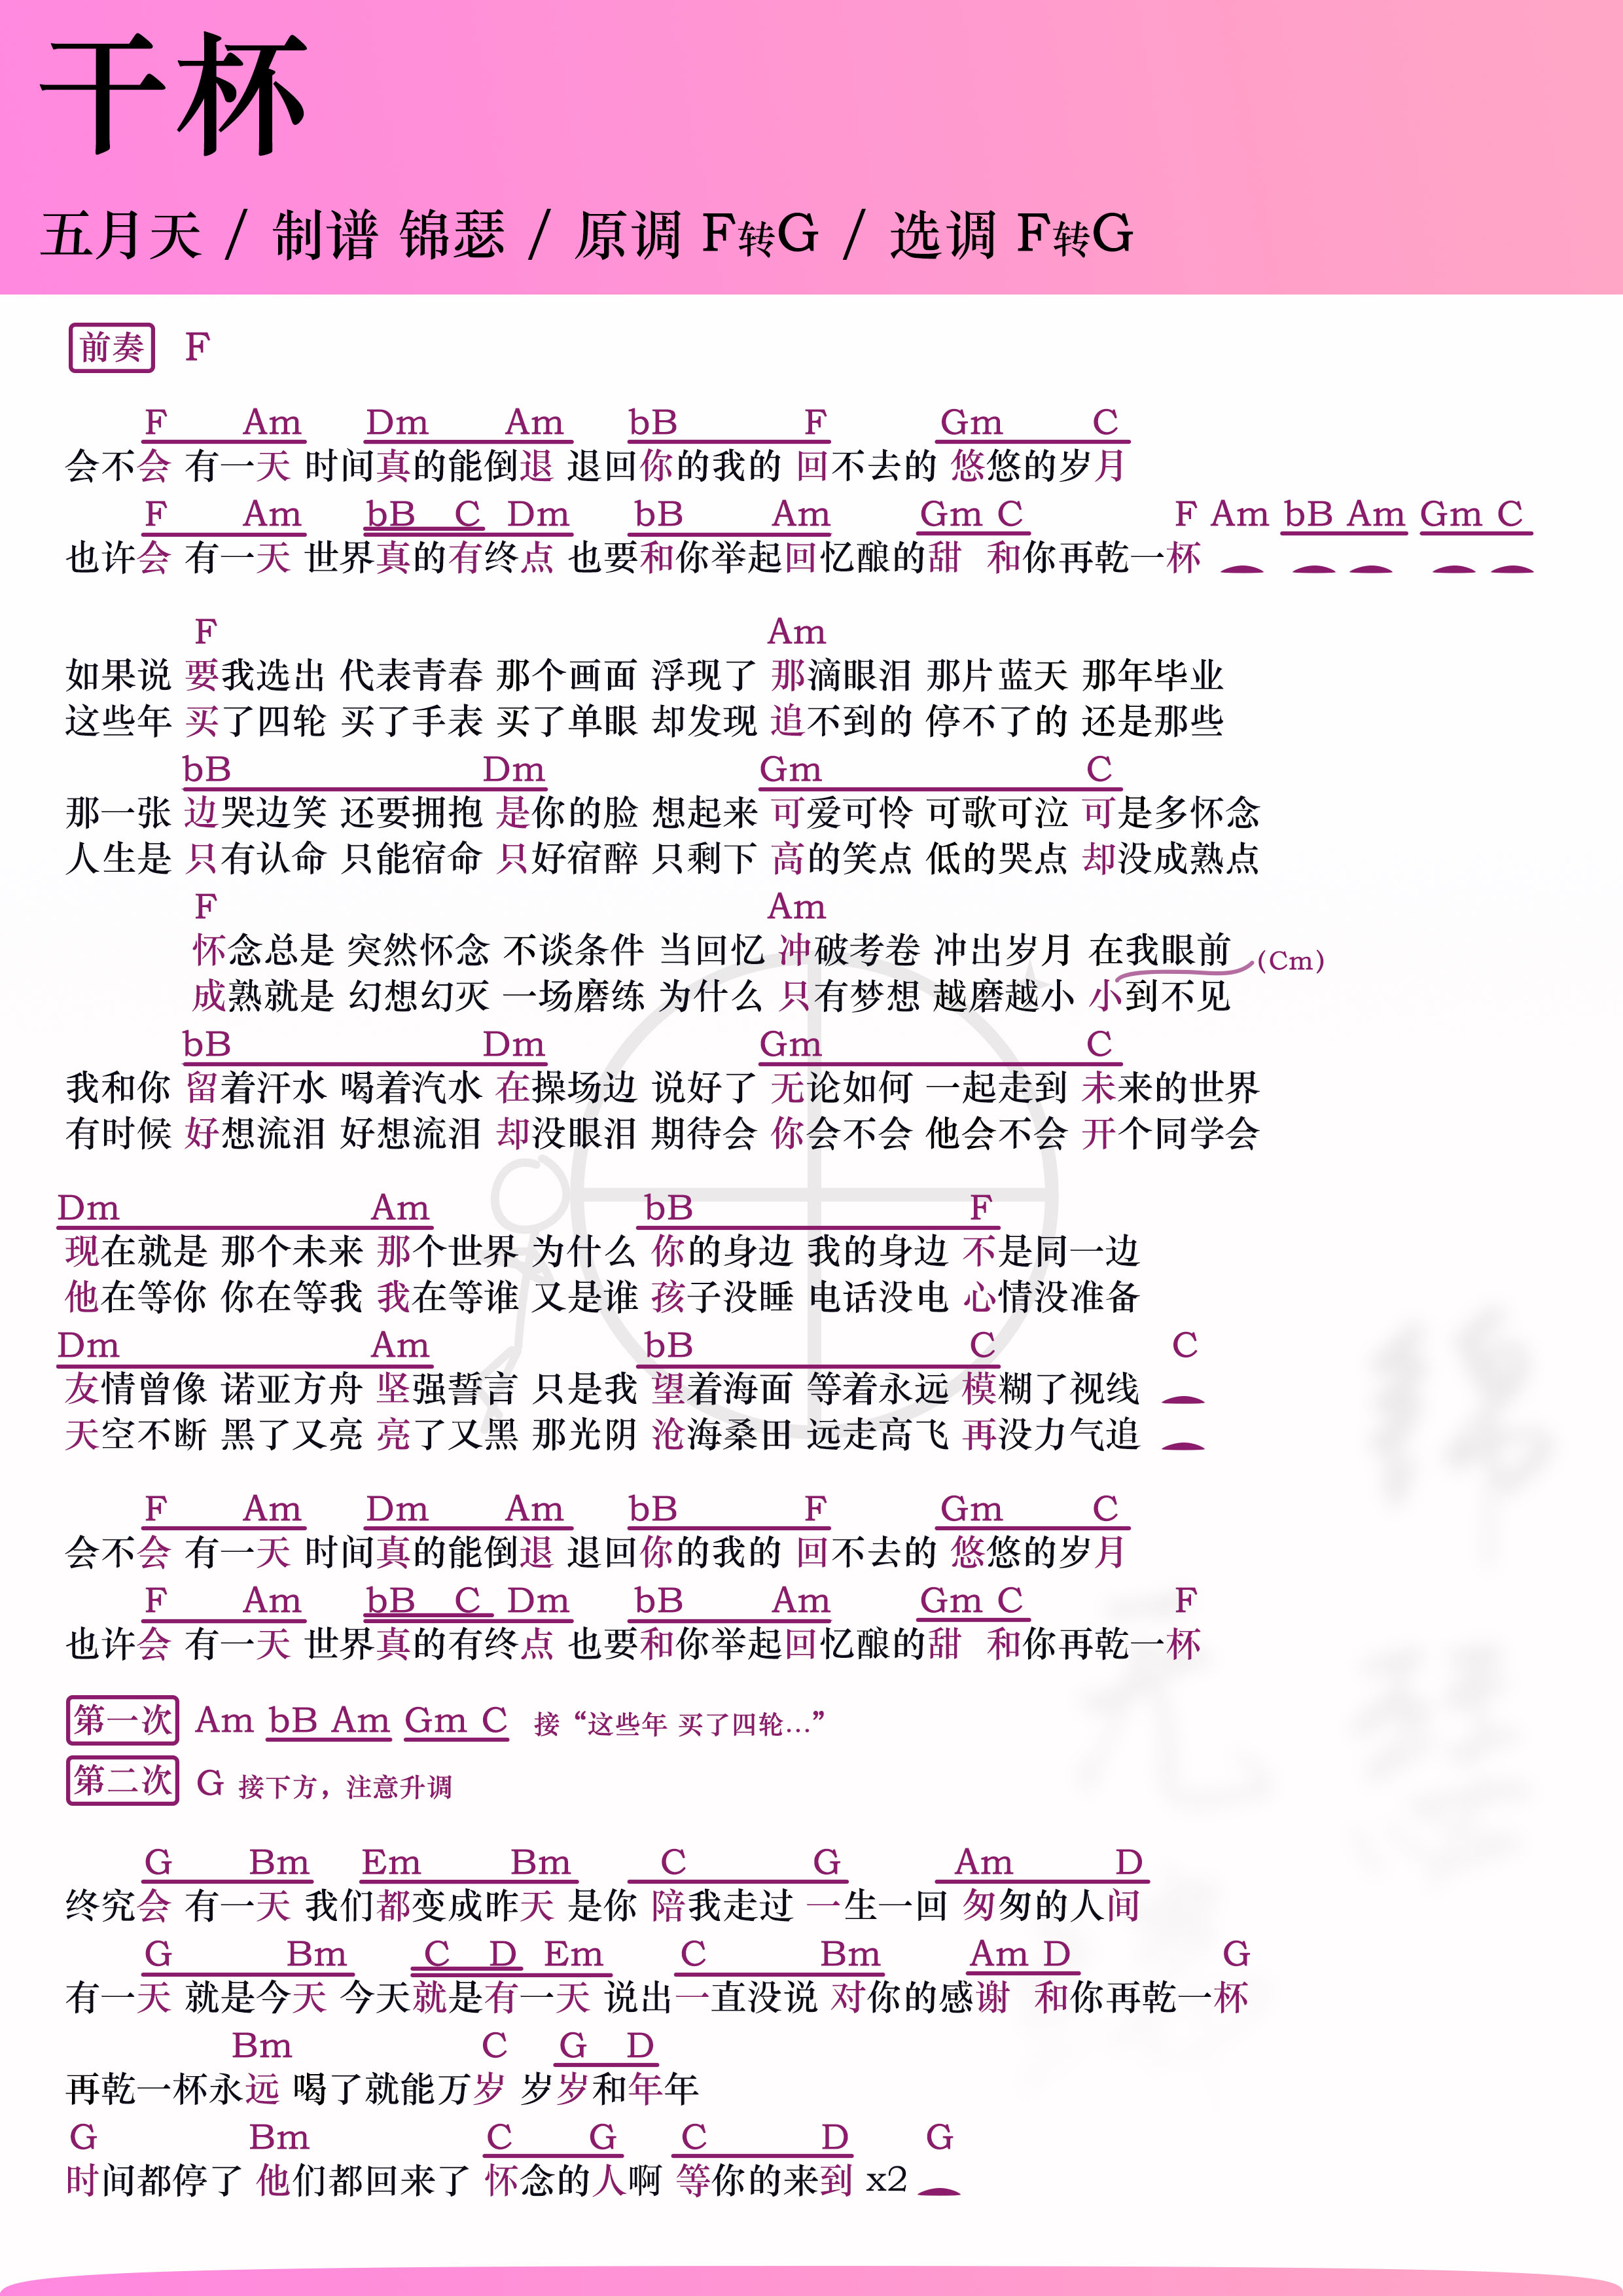 干杯
五月天 / 制谱 锦瑟 / 原调 F转G / 选调 F转G
前奏 F
F Am Dm Am bB F Gm C
会不会 有一天 时间真的能倒退 退回你的我的 回不去的 悠悠的岁月
F Am bB C Dm bB Am Gm C F Am bB Am Gm C
也许会 有一天 世界真的有终点 也要和你举起回忆酿的甜 和你再乾一杯
F Am
如果说 要我选出 代表青春 那个画面 浮现了 那滴眼泪 那片蓝天 那年毕业
这些年 买了四轮 买了手表 买了单眼 却发现 追不到的 停不了的 还是那些
bB Dm Gm C
那一张 边哭边笑 还要拥抱 是你的脸 想起来 可爱可怜 可歌可泣 可是多怀念
人生是 只有认命 只能宿命 只好宿醉 只剩下 高的笑点 低的哭点 却没成熟点
F Am
怀念总是 突然怀念 不谈条件 当回忆 冲破考卷 冲出岁月 在我眼前 (Cm)
成熟就是 幻想幻灭 一场磨练 为什么 只有梦想 越磨越小 小到不见
bB Dm Gm C
我和你 留着汗水 喝着汽水 在操场边 说好了 无论如何 一起走到 未来的世界
有时候 好想流泪 好想流泪 却没眼泪 期待会 你会不会 他会不会 开个同学会
Dm Am bB F
现在就是 那个未来 那个世界 为什么 你的身边 我的身边 不是同一边
他在等你 你在等我 我在等谁 又是谁 孩子没睡 电话没电 心情没准备
Dm Am bB C C
友情曾像 诺亚方舟 坚强誓言 只是我 望着海面 等着永远 模糊了视线
天空不断 黑了又亮 亮了又黑 那光阴 沧海桑田 远走高飞 再没力气追
F Am Dm Am bB F Gm C
会不会 有一天 时间真的能倒退 退回你的我的 回不去的 悠悠的岁月
F Am bB C Dm bB Am Gm C F
也许会 有一天 世界真的有终点 也要和你举起回忆酿的甜 和你再乾一杯
第一次 Am bB Am Gm C 接“这些年 买了四轮…”
第二次 G 接下方，注意升调
G Bm Em Bm C G Am D
终究会 有一天 我们都变成昨天 是你 陪我走过 一生一回 匆匆的人间
G Bm C D Em C Bm Am D G
有一天 就是今天 今天就是有一天 说出一直没说 对你的感谢 和你再乾一杯
Bm C G D
再乾一杯永远 喝了就能万岁 岁岁和年年
G Bm C G C D G
时间都停了 他们都回来了 怀念的人啊 等你的来到 x2